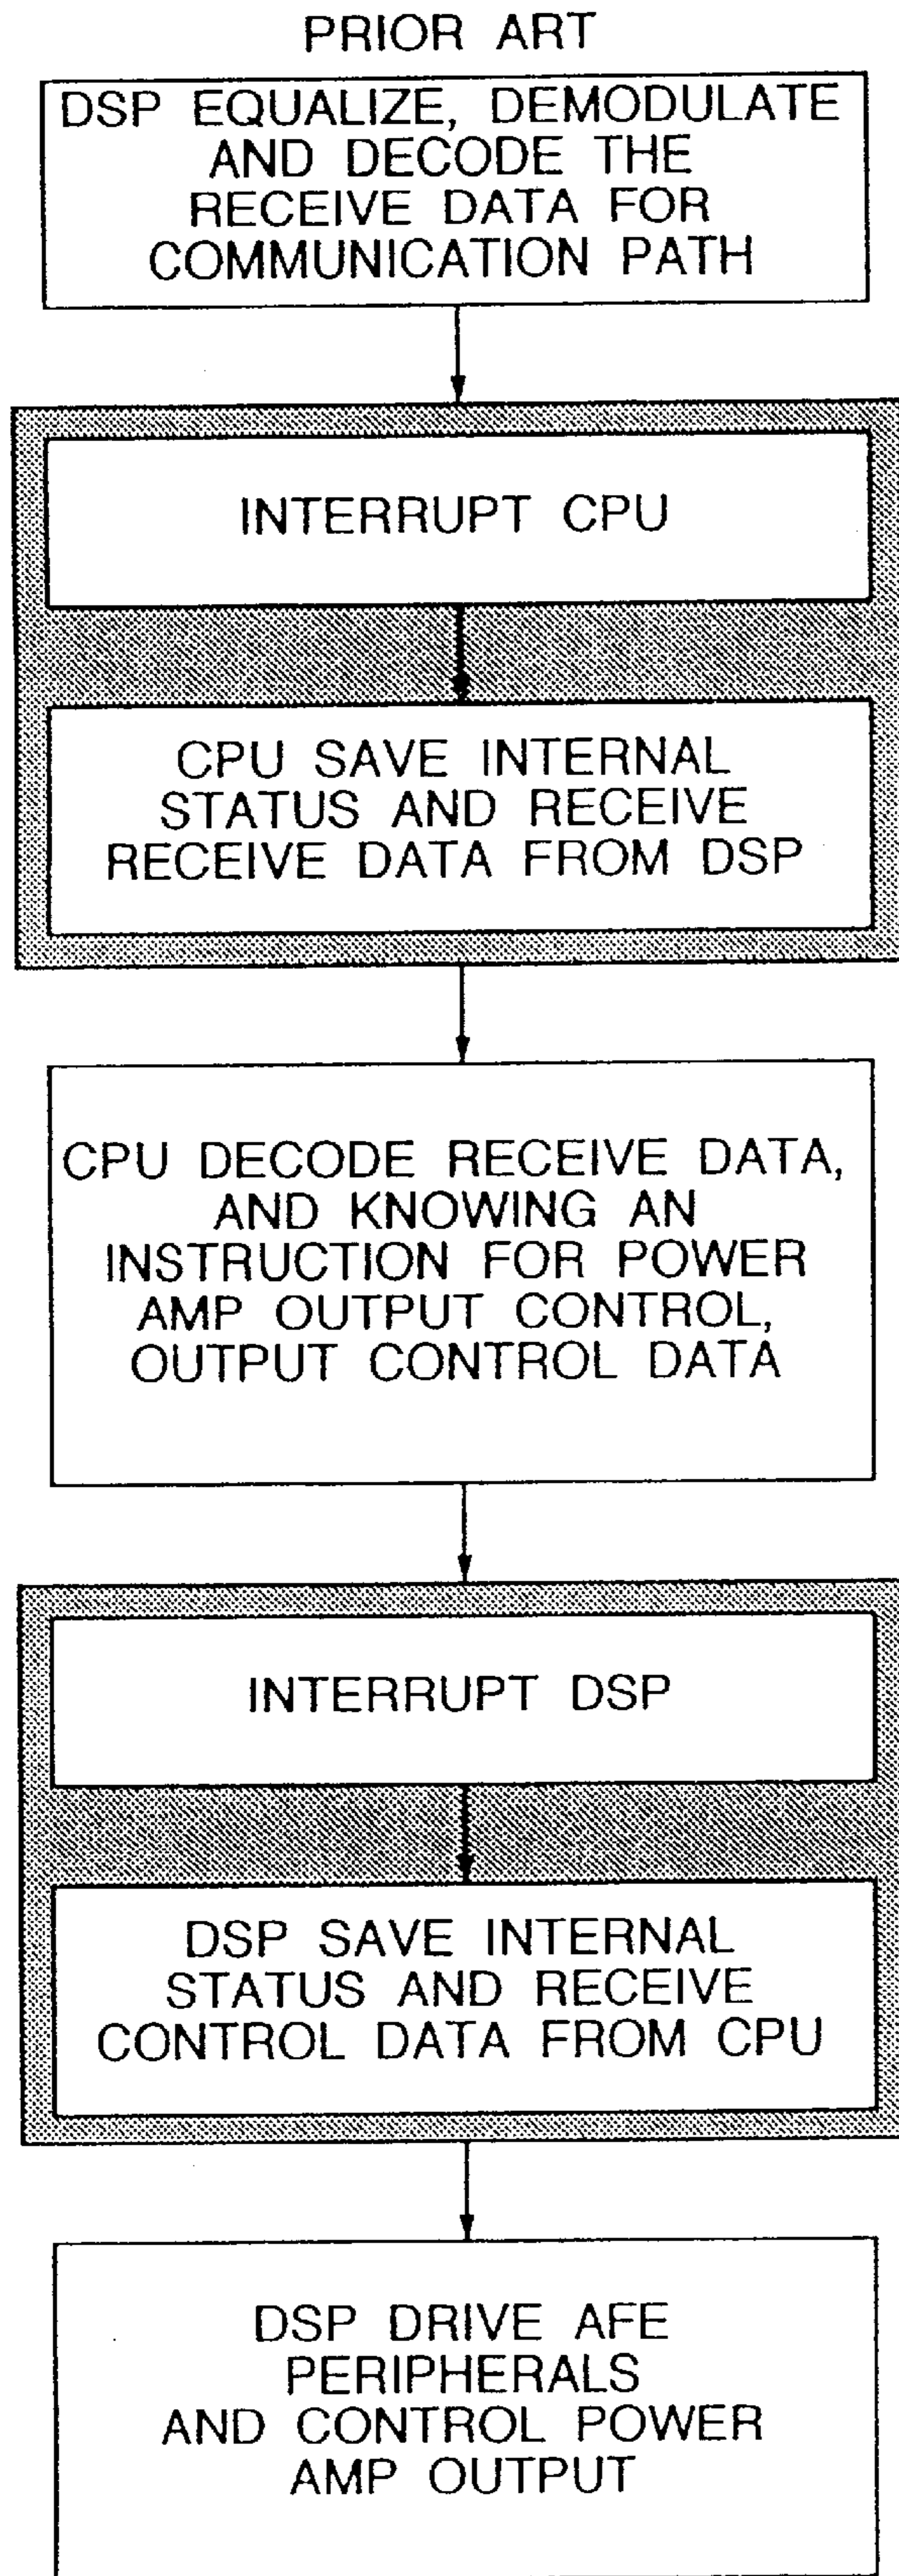 PRIOR ART
DSP EQUALIZE, DEMODULATE
AND DECODE THE
RECEIVE DATA FOR
COMMUNICATION PATH
INTERRUPT CPU
CPU SAVE INTERNAL
STATUS AND RECEIVE
RECEIVE DATA FROM DSP
CPU DECODE RECEIVE DATA,
AND KNOWING AN
INSTRUCTION FOR POWER
AMP OUTPUT CONTROL,
OUTPUT CONTROL DATA
INTERRUPT DSP
DSP SAVE INTERNAL
STATUS AND RECEIVE
CONTROL DATA FROM CPU
DSP DRIVE AFE
PERIPHERALS
AND CONTROL POWER
AMP OUTPUT